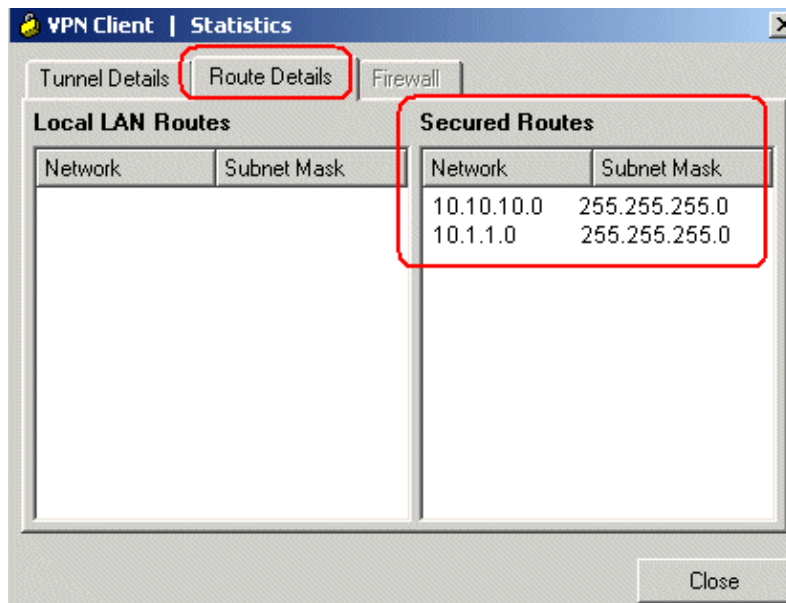 VPN Client | Statistics
Tunnel Details Route Details Firewall
Local LAN Routes
Network Subnet Mask
Secured Routes
Network Subnet Mask
10.10.10.0 255.255.255.0
10.1.1.0 255.255.255.0
Close